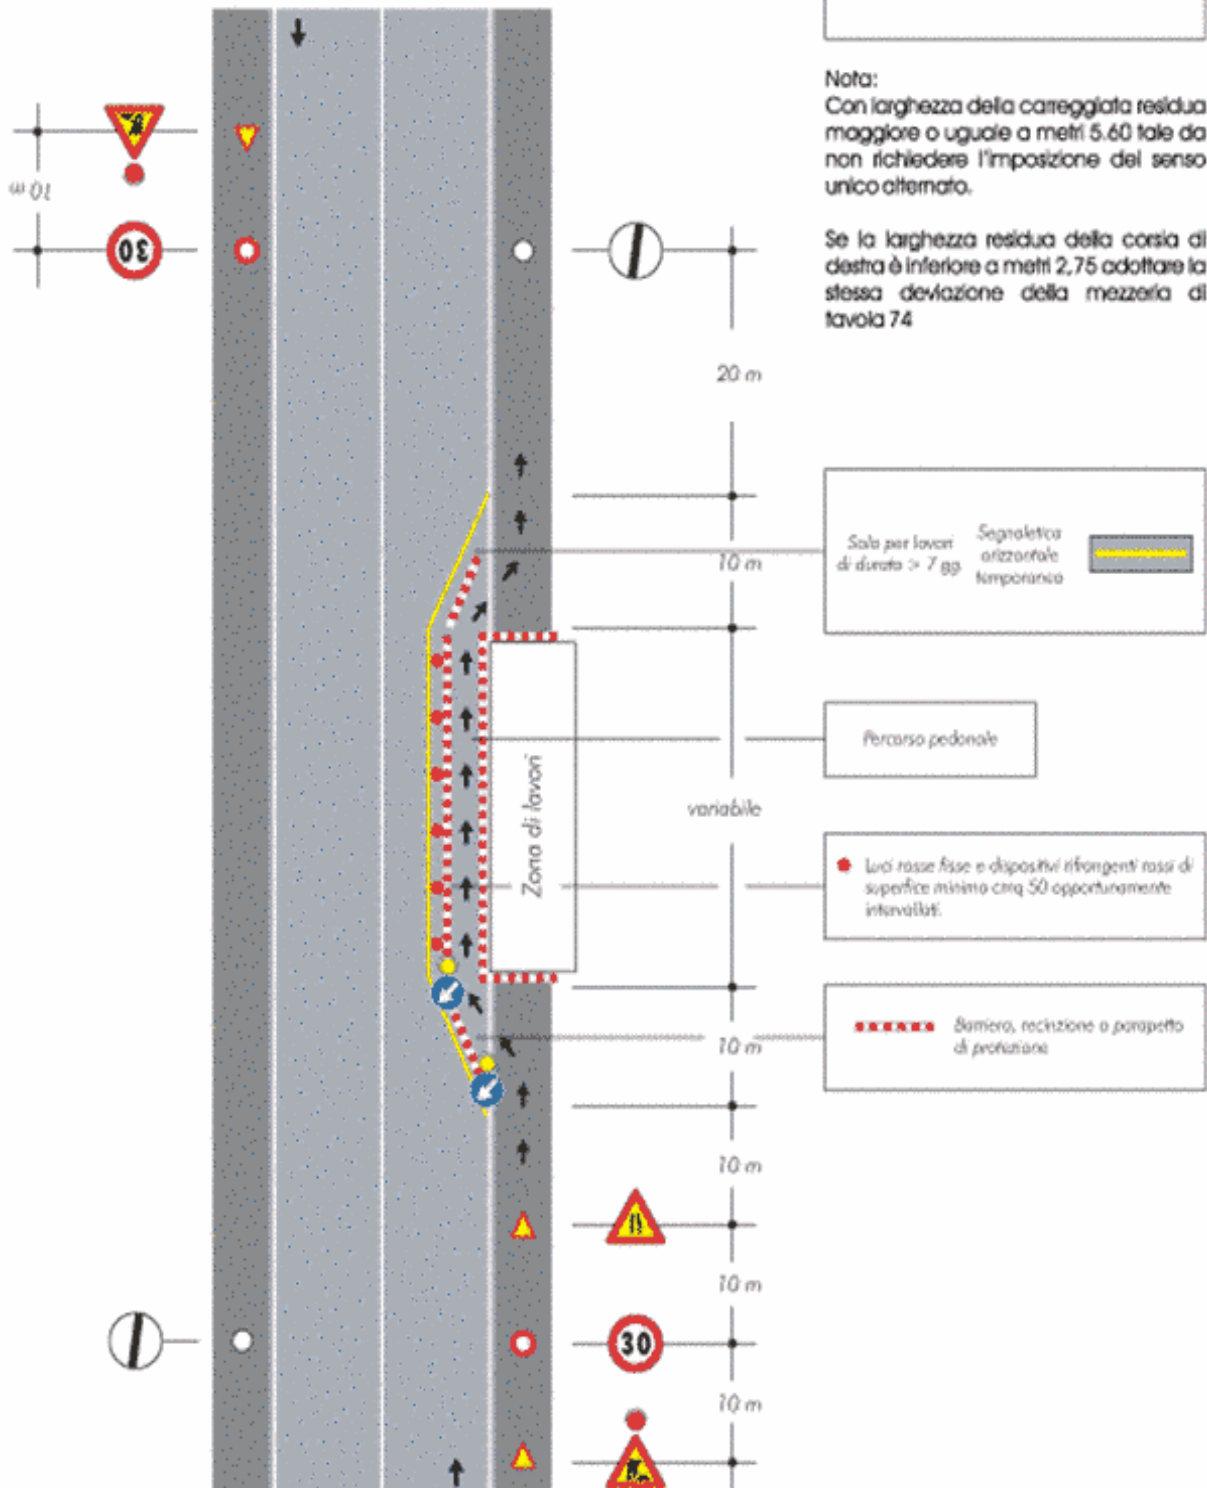 Nota:
Con larghezza della carreggiata residua
maggiore o uguale a metri 5.60 tale da
non richiedere l'imposizione del senso
unico alternato.
Se la larghezza residua della corsia di
destra è inferiore a metri 2,75 adottare la
stessa deviazione della mezzeria di
tavola 74
10 m
30
20 m
10 m
Solo per lavori
di durata > 7 gg.
Segnaletica
orizzontale
temporanea
Percorso pedonale
Zona di lavori
variabile
Luci rosse fisse e dispositivi rifrangenti rossi di
superfice minima cmq 50 opportunamente
intervallati.
Barriera, recinzione o parapetto
di protezione
10 m
10 m
10 m
30
10 m